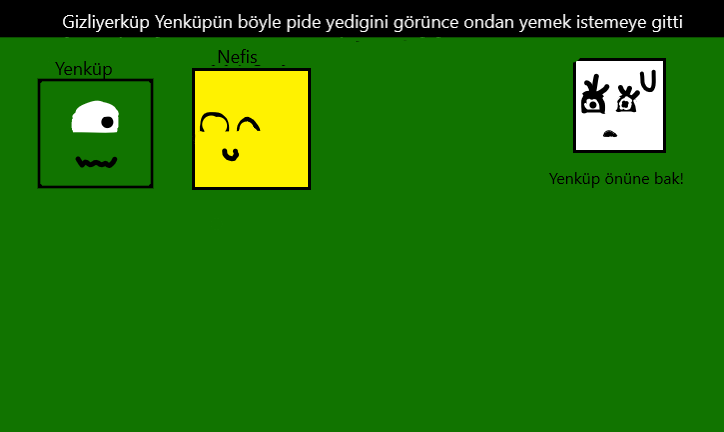 Gizliyerküp Yenküpün böyle pide yedigini görünce ondan yemek istemeye gitti
Nefis
Yenküp
U
Yenküp önüne bak!